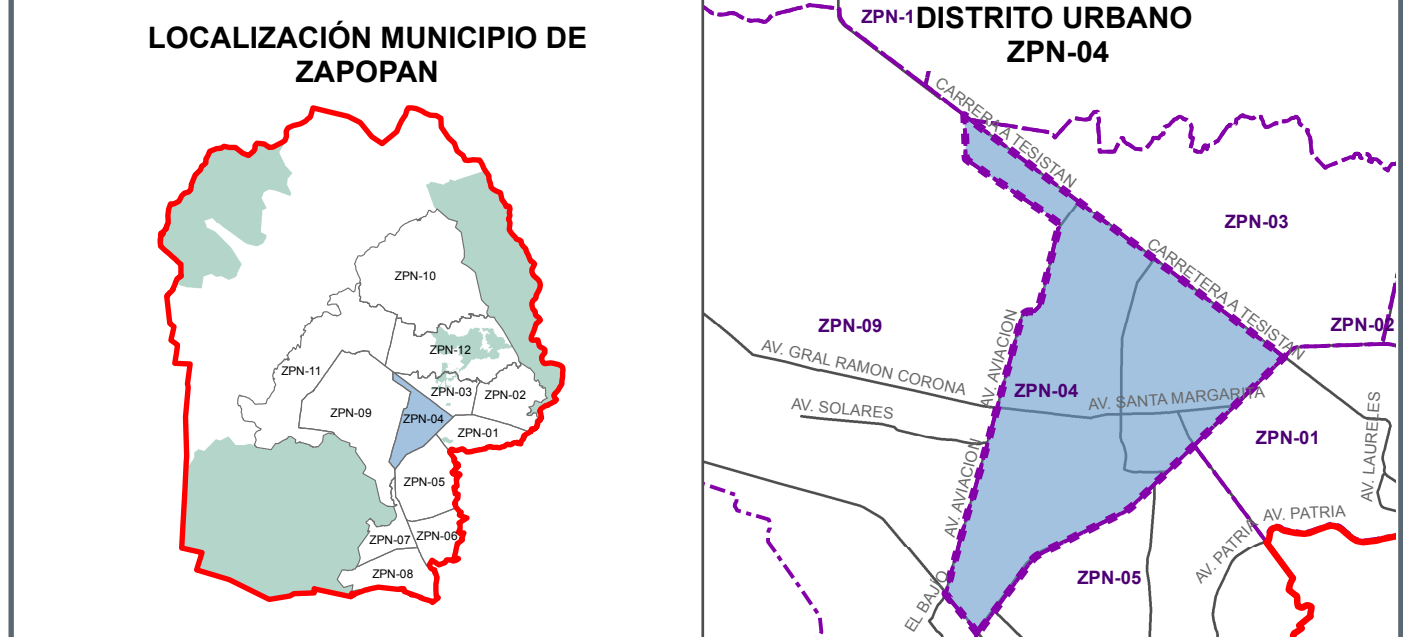 LOCALIZACIÓN MUNICIPIO DE
ZAPOPAN
ZPN-10
ZPN-12
ZPN-11
ZPN-03
ZPN-02
ZPN-09
ZPN-04
ZPN-01
ZPN-05
ZPN-06
ZPN-07
ZPN-08
ZPN-1
DISTRITO URBANO
ZPN-04
CARRERA A TESISTAN
ZPN-03
CARRETERA A TESISTAN
ZPN-09
ZPN-02
AV. GRAL RAMON CORONA
AV. AVIACION
ZPN-04
AV. SANTA MARGARITA
AV. SOLARES
ZPN-01
AV. LAURELES
AV. AVIACION
AV. PATRIA
AV. PATRIA
ZPN-05
EL BAJÍO